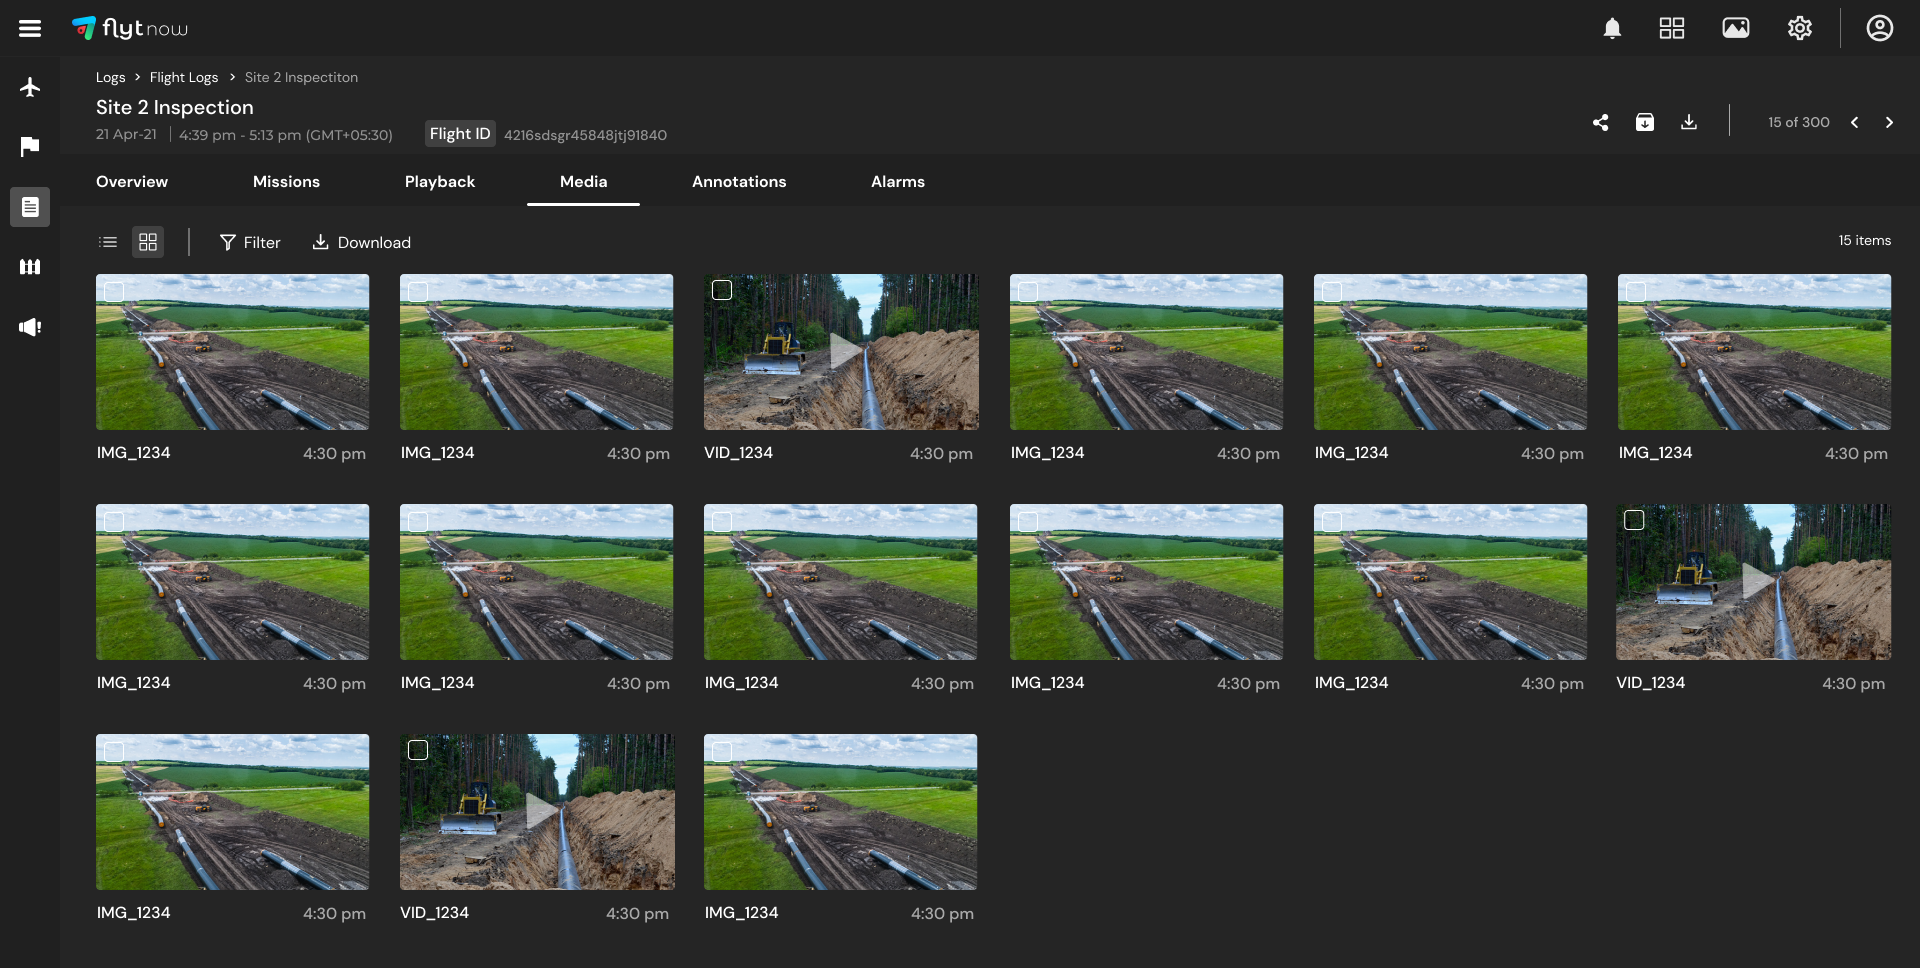 flytnow
Logs > Flight Logs > Site 2 Inspectiton
Site 2 Inspection
21 Apr-21 | 4:39 pm - 5:13 pm (GMT+05:30) Flight ID 4216sdsgr45848jtj91840
15 of 300
Overview Missions Playback Media Annotations Alarms
Filter Download 15 items
IMG_1234 4:30 pm IMG_1234 4:30 pm VID_1234 4:30 pm IMG_1234 4:30 pm IMG_1234 4:30 pm IMG_1234 4:30 pm
IMG_1234 4:30 pm IMG_1234 4:30 pm IMG_1234 4:30 pm IMG_1234 4:30 pm IMG_1234 4:30 pm VID_1234 4:30 pm
IMG_1234 4:30 pm VID_1234 4:30 pm IMG_1234 4:30 pm